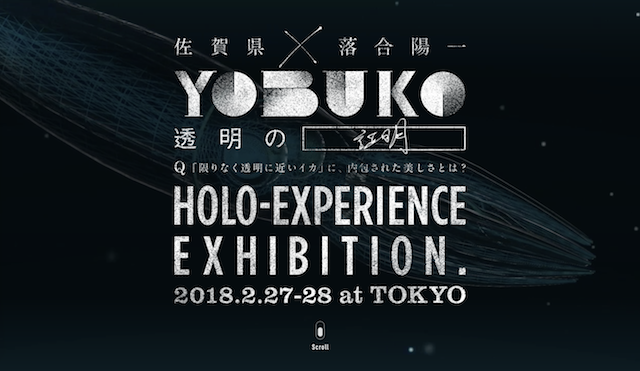 佐賀県×落合陽一
YOBUKO
透明の 証明
Q 「限りなく透明に近いイカ」に、内包された美しさとは?
HOLO-EXPERIENCE
EXHIBITION.
2018.2.27-28 at TOKYO
Scroll